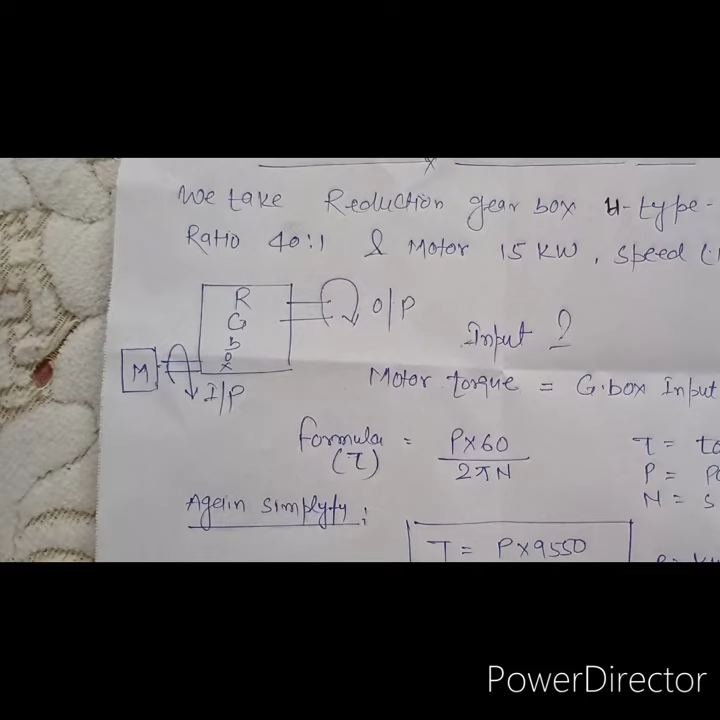 We take Reduction gear box H-type-
Ratio 40:1 & Motor 15 KW, Speed (.
R
G
b
o
x
O/P
M
I/P
Input ?
Motor torque = G.box Input
Formula (τ) = P×60 / 2πN
T = to
P = Po
N = S
Again Simplyfy:
T = P×9550
PowerDirector